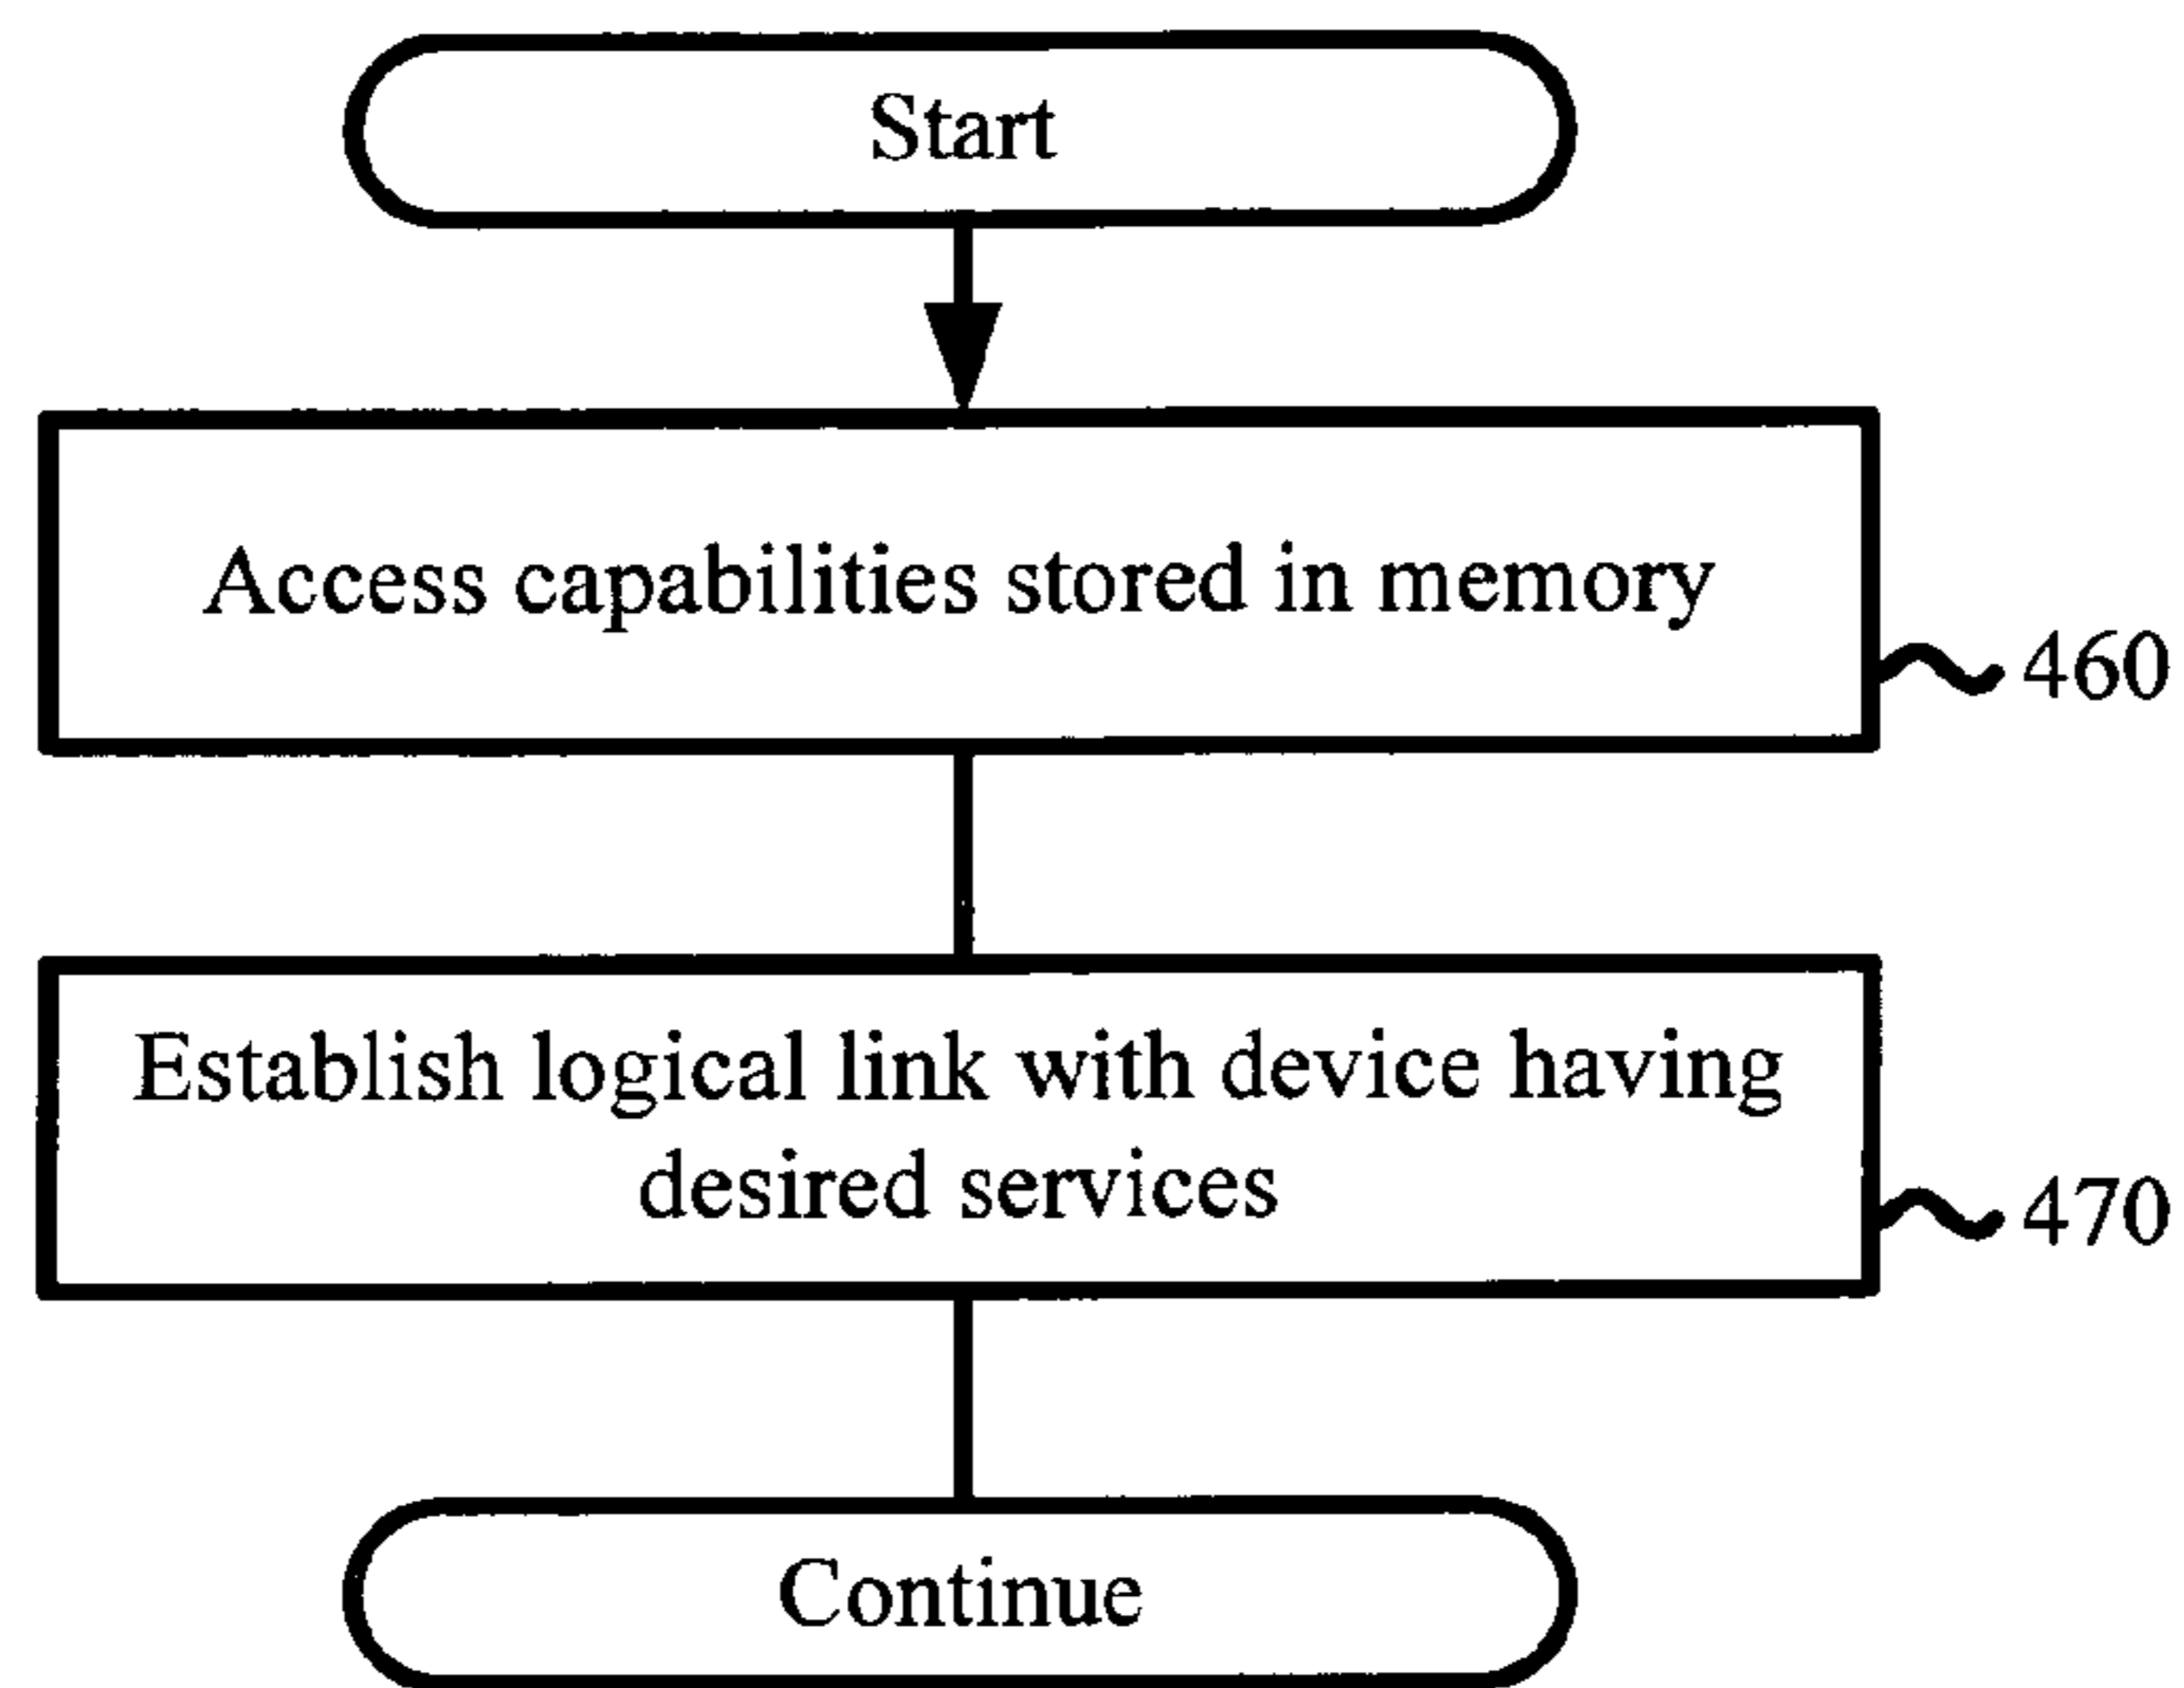 Start
Access capabilities stored in memory
460
Establish logical link with device having
desired services
470
Continue